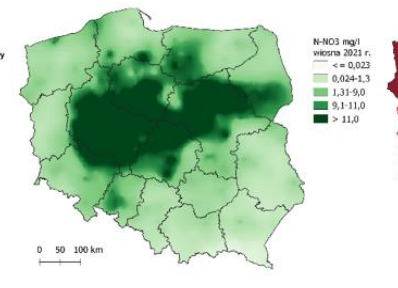 y
N-NO3 mg/l
wiosna 2021 r.
<= 0,023
0,024-1,3
1,31-9,0
9,1-11,0
> 11,0
0 50 100 km